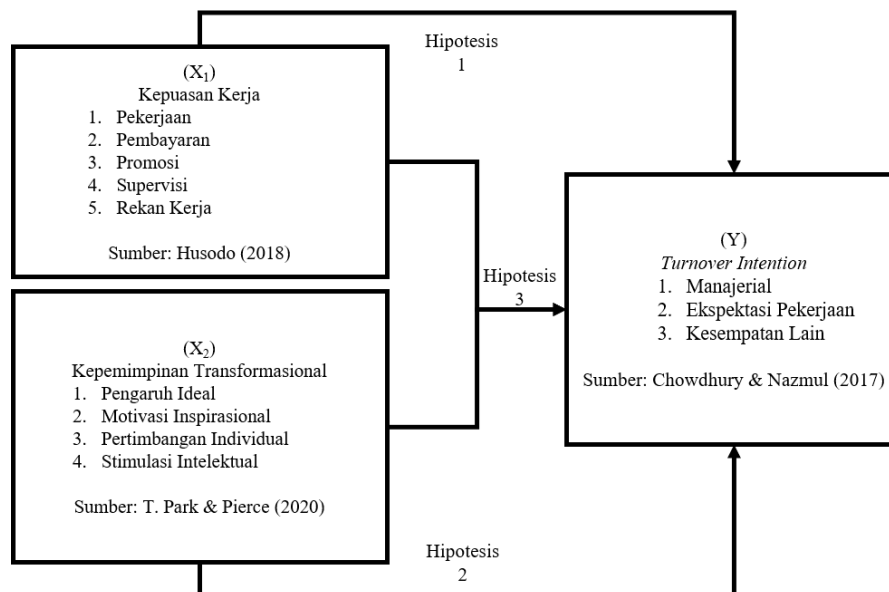 Hipotesis
1
(X₁)
Kepuasan Kerja
1. Pekerjaan
2. Pembayaran
3. Promosi
4. Supervisi
5. Rekan Kerja
Sumber: Husodo (2018)
(X₂)
Kepemimpinan Transformasional
1. Pengaruh Ideal
2. Motivasi Inspirasional
3. Pertimbangan Individual
4. Stimulasi Intelektual
Sumber: T. Park & Pierce (2020)
Hipotesis
3
(Y)
Turnover Intention
1. Manajerial
2. Ekspektasi Pekerjaan
3. Kesempatan Lain
Sumber: Chowdhury & Nazmul (2017)
Hipotesis
2